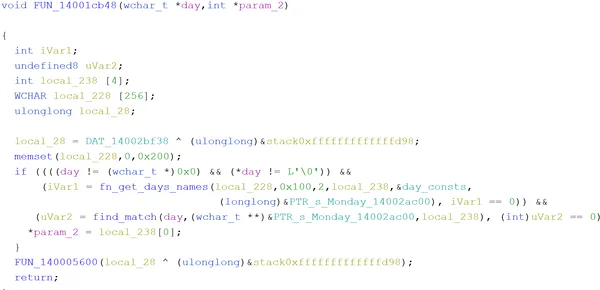 void FUN_14001cb48(wchar_t *day,int *param_2)
{
int iVar1;
undefined8 uVar2;
int local_238 [4];
WCHAR local_228 [256];
ulonglong local_28;
local_28 = DAT_14002bf38 ^ (ulonglong)&stack0xfffffffffffffd98;
memset(local_228,0,0x200);
if ((((day != (wchar_t *)0x0) && (*day != L'\0')) &&
(iVar1 = fn_get_days_names(local_228,0x100,2,local_238,&day_consts,
(longlong)&PTR_s_Monday_14002ac00), iVar1 == 0)) &&
(uVar2 = find_match(day,(wchar_t **)&PTR_s_Monday_14002ac00,local_238), (int)uVar2 == 0)
*param_2 = local_238[0];
}
FUN_140005600(local_28 ^ (ulonglong)&stack0xfffffffffffffd98);
return;